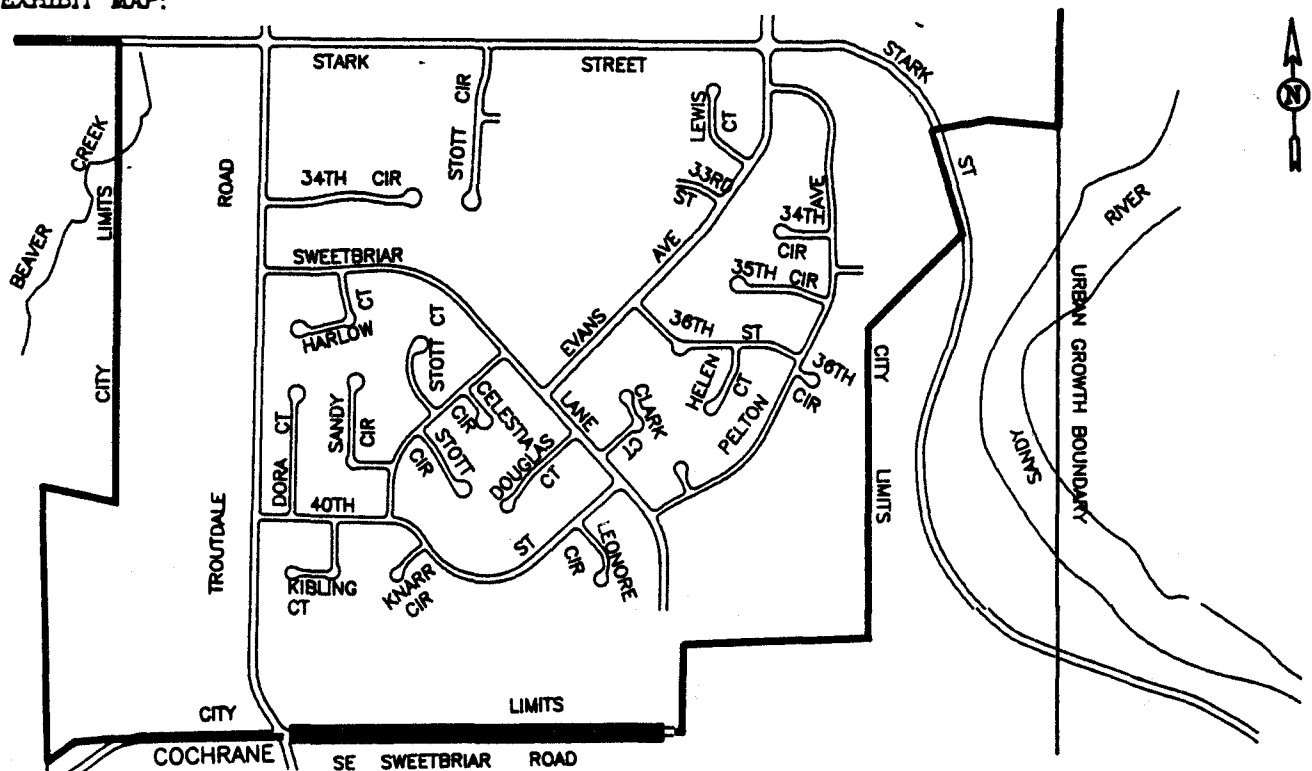 EXHIBIT MAP:
STARK
STREET
STARK
ST
N
BEAVER
CREEK
CITY
LIMITS
TROUTDALE
ROAD
34TH CIR
STOTT CIR
LEWIS
CT
33RD
ST
EVANS
AVE
AVE
34TH
CIR
35TH CIR
36TH ST
HELEN
CT
36TH
CIR
PELTON
SWEETBRIAR
LANE
HARLOW
CT
STOTT CT
CELESTIA
CIR
STOTT
CIR
DOUGLAS
CT
CLARK
CT
DORA CT
SANDY
CIR
40TH
ST
KIBLING
CT
KNARR
CIR
LEONORE
CIR
CITY
LIMITS
RIVER
SANDY
URBAN GROWTH BOUNDARY
CITY
LIMITS
COCHRANE
SE SWEETBRIAR ROAD